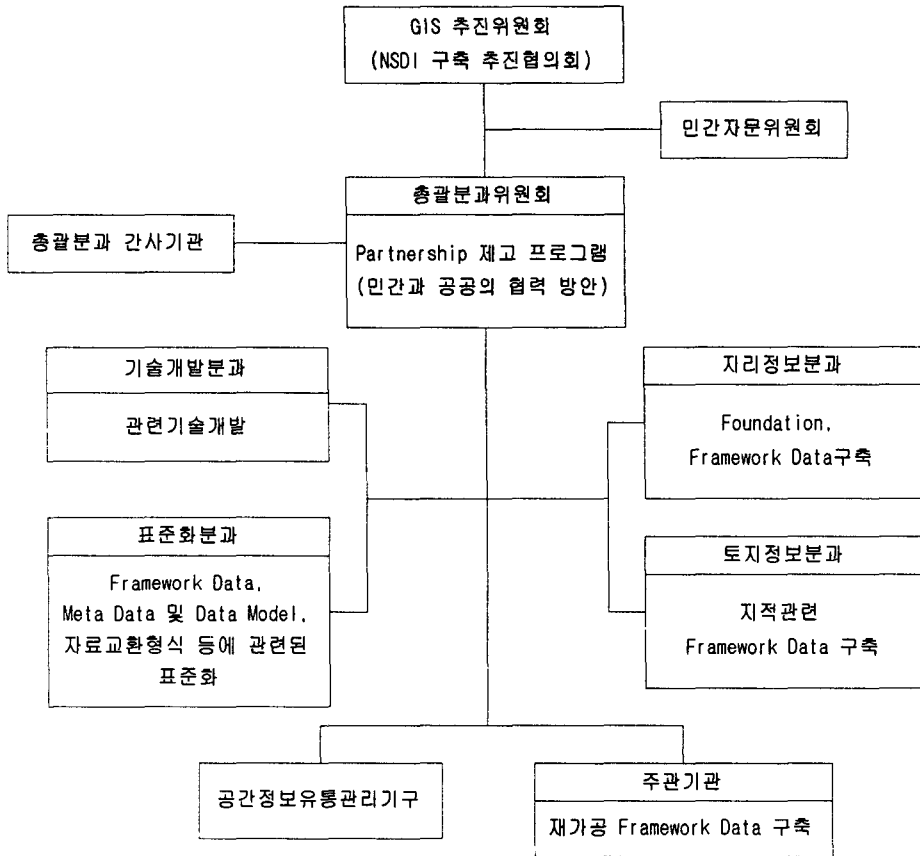 GIS 추진위원회
(NSDI 구축 추진협의회)
민간자문위원회
총괄분과위원회
총괄분과 간사기관
Partnership 제고 프로그램
(민간과 공공의 협력 방안)
기술개발분과
관련기술개발
지리정보분과
Foundation,
Framework Data구축
표준화분과
Framework Data,
Meta Data 및 Data Model,
자료교환형식 등에 관련된
표준화
토지정보분과
지적관련
Framework Data 구축
공간정보유통관리기구
주관기관
재가공 Framework Data 구축